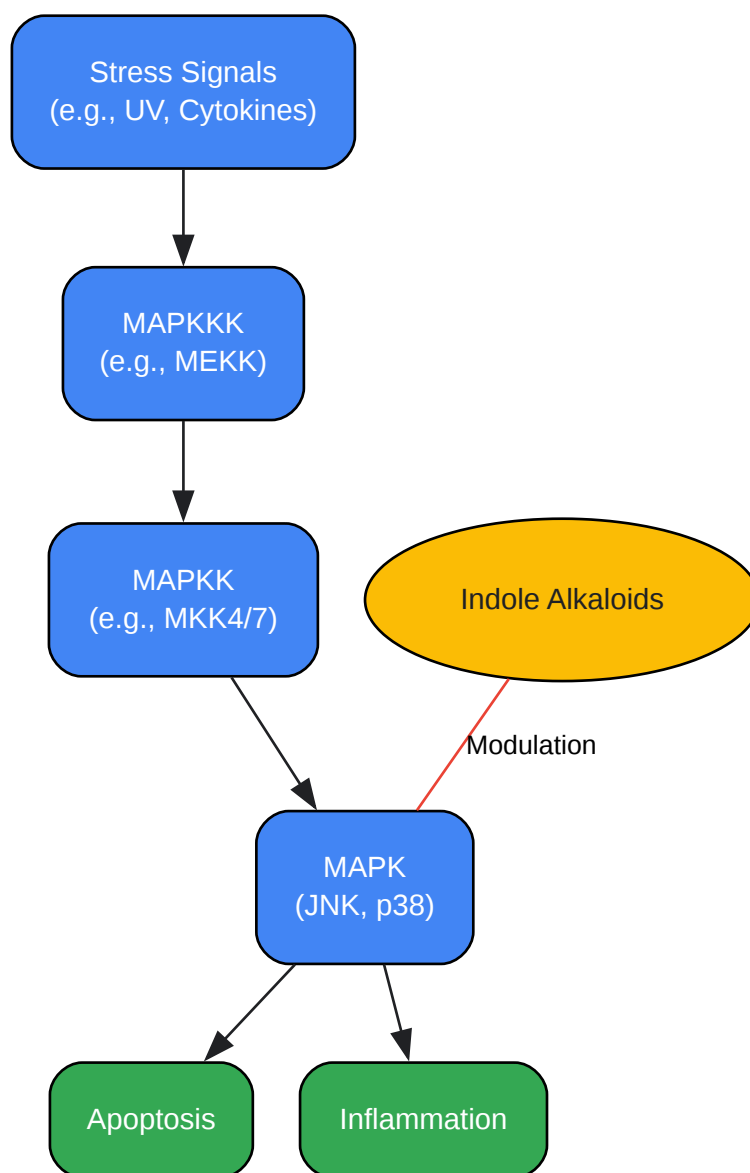 Stress Signals
(e.g., UV, Cytokines)
MAPKKK
(e.g., MEKK)
MAPKK
(e.g., MKK4/7)
Indole Alkaloids
Modulation
MAPK
(JNK, p38)
Apoptosis
Inflammation